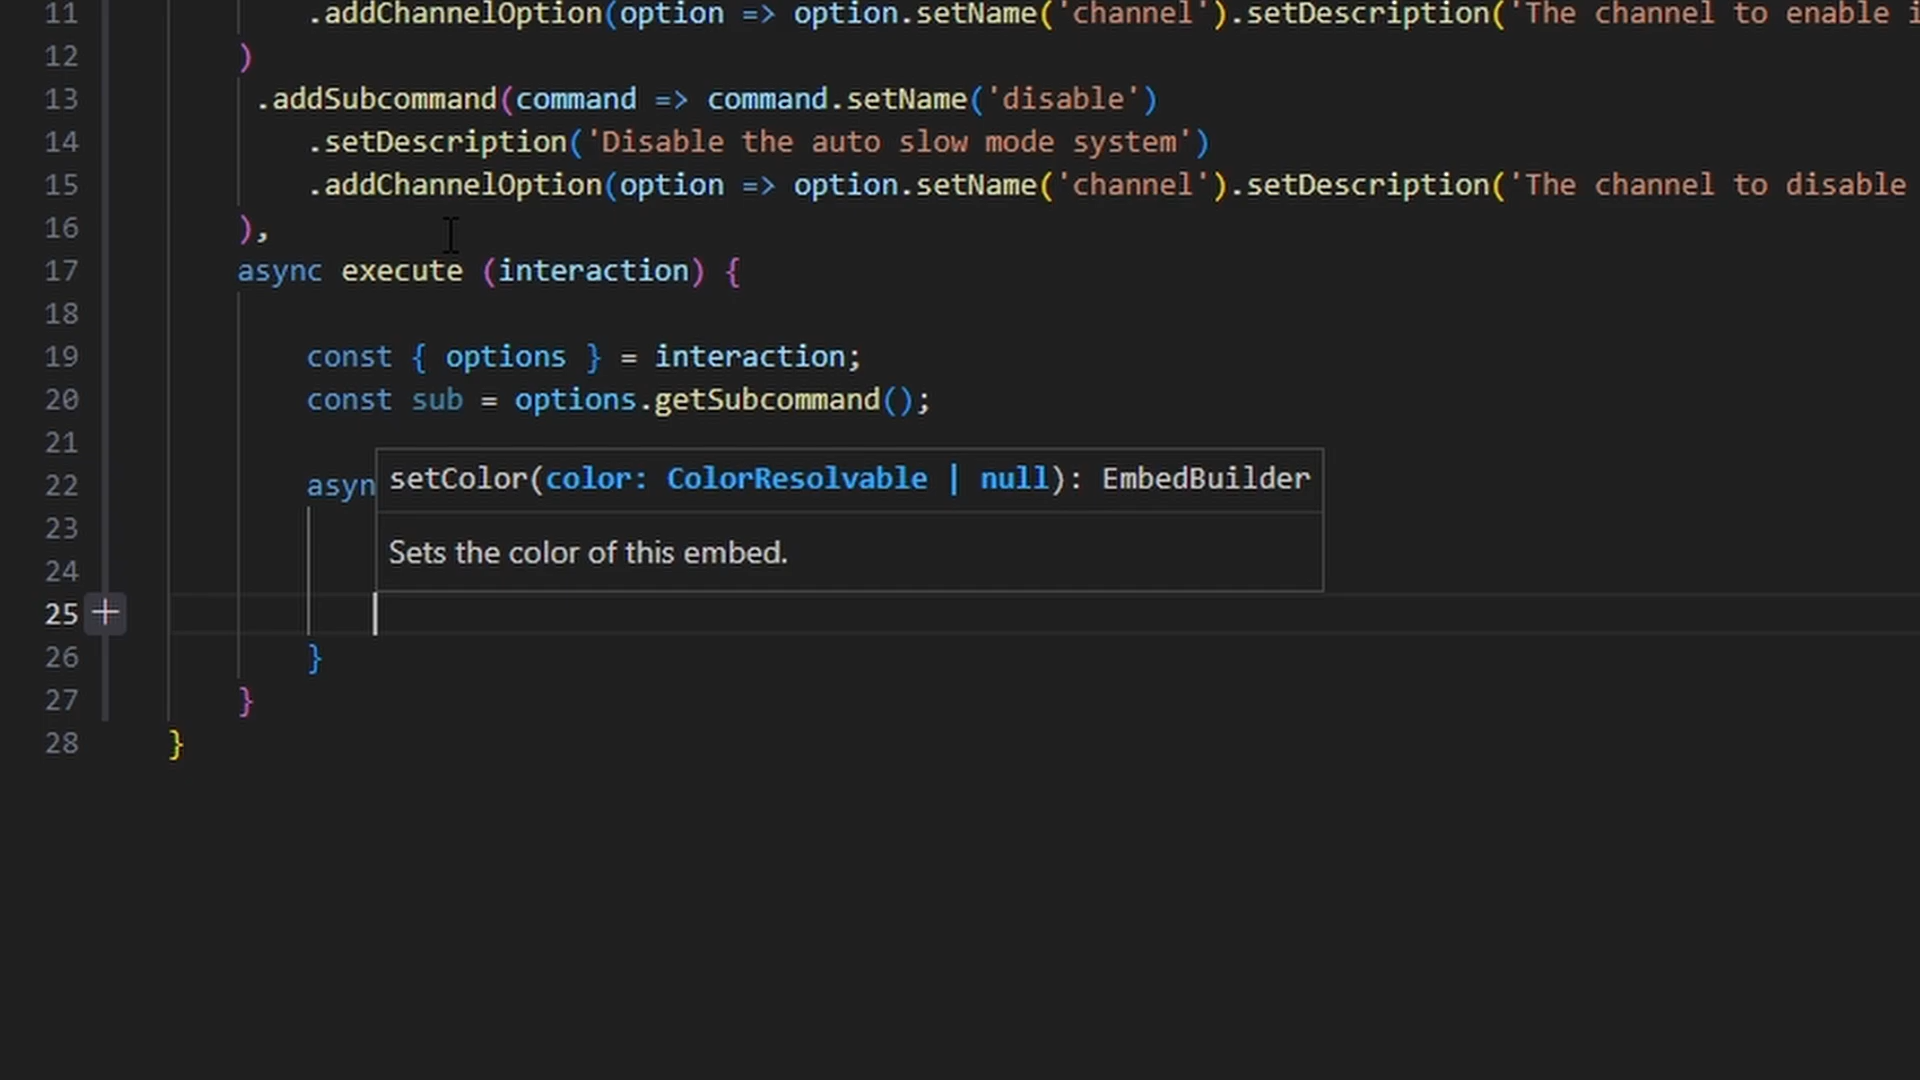 11 .addChannelOption(option => option.setName('channel').setDescription('The channel to enable i
12 )
13 .addSubcommand(command => command.setName('disable')
14 .setDescription('Disable the auto slow mode system')
15 .addChannelOption(option => option.setName('channel').setDescription('The channel to disable
16 ),
17 async execute (interaction) {
18
19 const { options } = interaction;
20 const sub = options.getSubcommand();
21
setColor(color: ColorResolvable | null): EmbedBuilder
22 asyn
23
Sets the color of this embed.
24
25
26 }
27 }
28 }